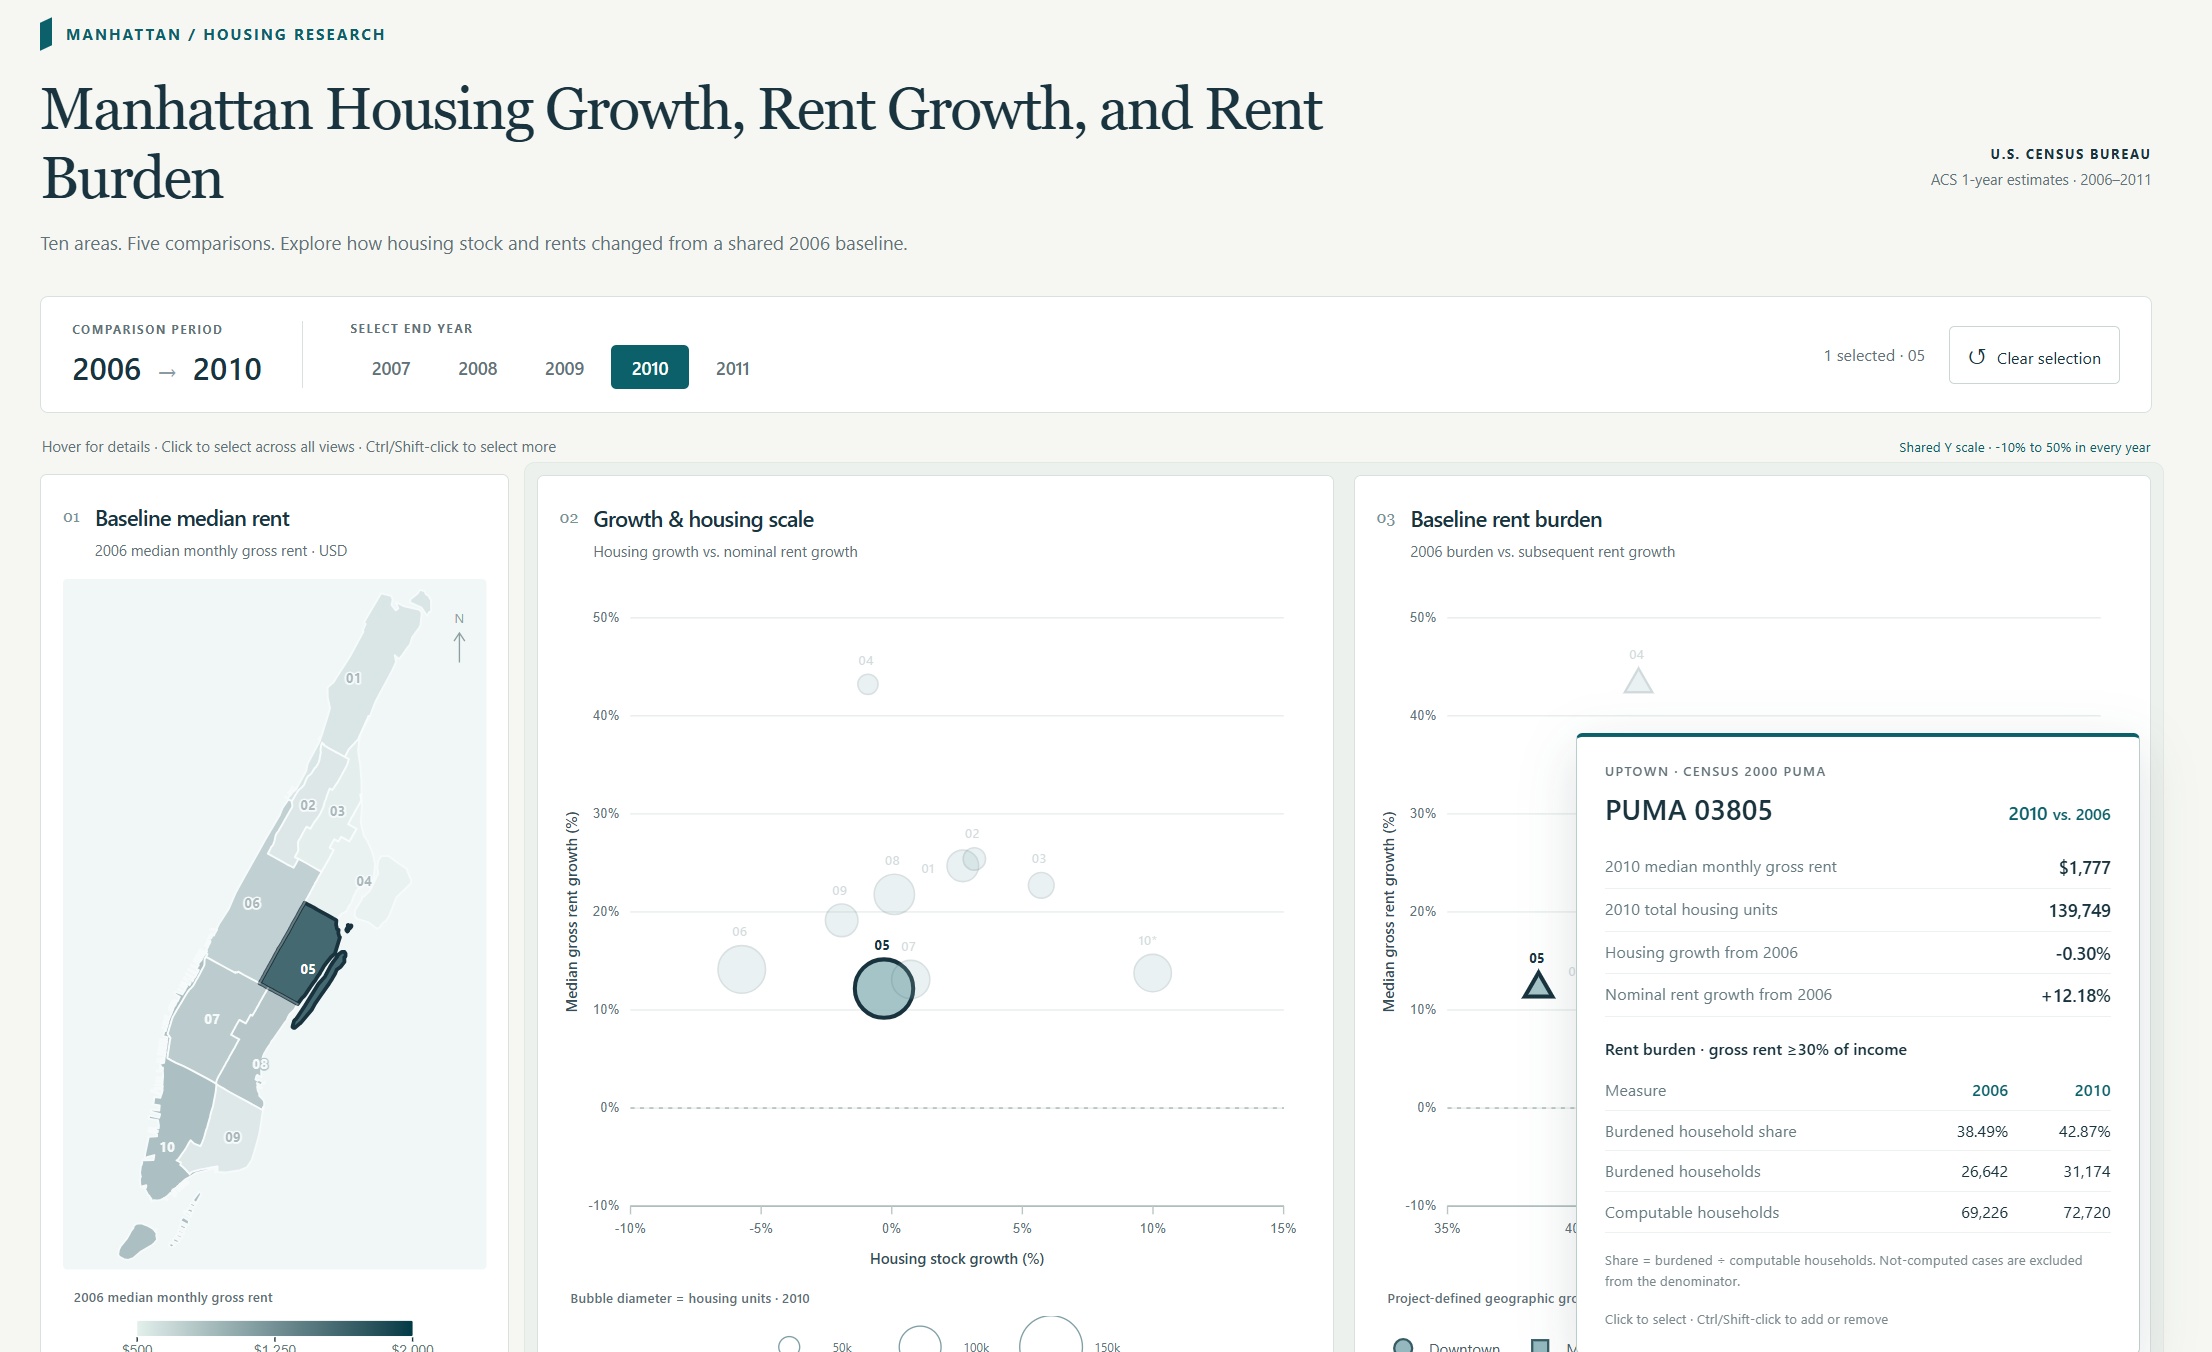 MANHATTAN / HOUSING RESEARCH
Manhattan Housing Growth, Rent Growth, and Rent
Burden
U.S. CENSUS BUREAU
ACS 1-year estimates · 2006–2011
Ten areas. Five comparisons. Explore how housing stock and rents changed from a shared 2006 baseline.
COMPARISON PERIOD
2006 → 2010
SELECT END YEAR
2007 2008 2009 2010 2011
1 selected · 05
↺ Clear selection
Hover for details · Click to select across all views · Ctrl/Shift-click to select more
Shared Y scale · -10% to 50% in every year
01 Baseline median rent
2006 median monthly gross rent · USD
N
01
02
03
04
06
05
07
08
09
10
2006 median monthly gross rent
$500 $1,250 $2,000
02 Growth & housing scale
Housing growth vs. nominal rent growth
Median gross rent growth (%)
50%
40%
30%
20%
10%
0%
-10%
04
02
08
01
03
09
06
05
07
10*
-10% -5% 0% 5% 10% 15%
Housing stock growth (%)
Bubble diameter = housing units · 2010
50k 100k 150k
03 Baseline rent burden
2006 burden vs. subsequent rent growth
Median gross rent growth (%)
50%
40%
30%
20%
10%
0%
-10%
04
05
35%
Project-defined geographic
Downtown
UPTOWN · CENSUS 2000 PUMA
PUMA 03805
2010 vs. 2006
2010 median monthly gross rent $1,777
2010 total housing units 139,749
Housing growth from 2006 -0.30%
Nominal rent growth from 2006 +12.18%
Rent burden · gross rent ≥30% of income
Measure 2006 2010
Burdened household share 38.49% 42.87%
Burdened households 26,642 31,174
Computable households 69,226 72,720
Share = burdened ÷ computable households. Not-computed cases are excluded
from the denominator.
Click to select · Ctrl/Shift-click to add or remove